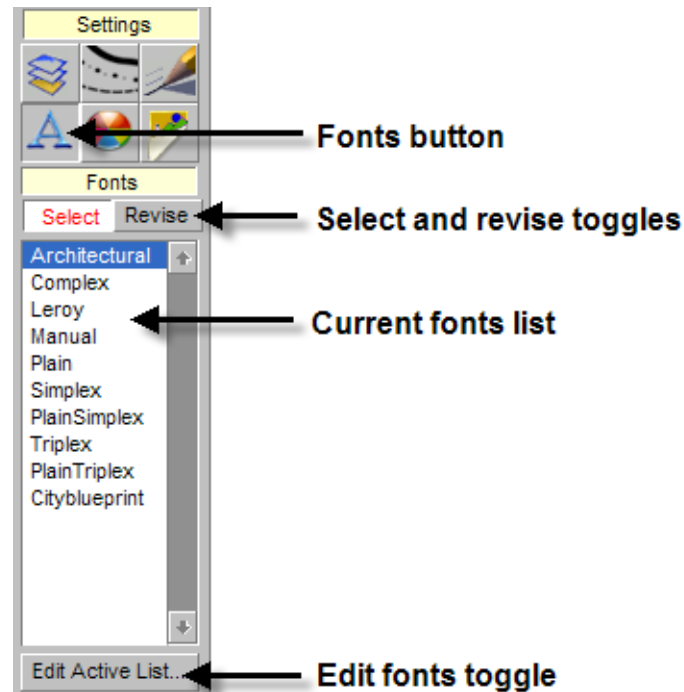 Settings
A
Fonts button
Fonts
Select Revise
Select and revise toggles
Architectural
Complex
Leroy
Current fonts list
Manual
Plain
Simplex
PlainSimplex
Triplex
PlainTriplex
Cityblueprint
Edit Active List...
Edit fonts toggle